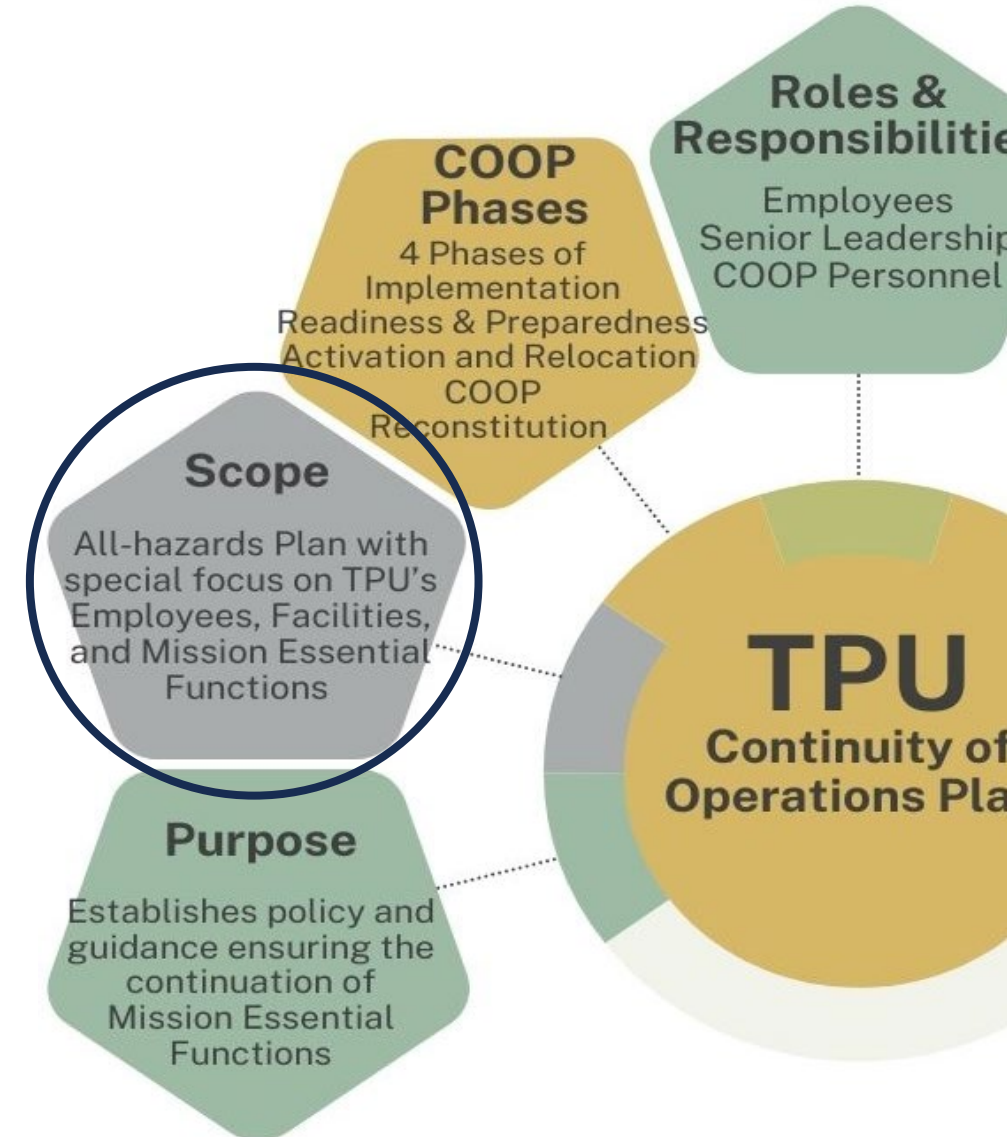 Roles &
Responsibilitie
Employees
Senior Leadership
COOP Personnel
COOP
Phases
4 Phases of
Implementation
Readiness & Preparedness
Activation and Relocation
COOP
Reconstitution
Scope
All-hazards Plan with
special focus on TPU’s
Employees, Facilities,
and Mission Essential
Functions
Purpose
Establishes policy and
guidance ensuring the
continuation of
Mission Essential
Functions
TPU
Continuity of
Operations Pla